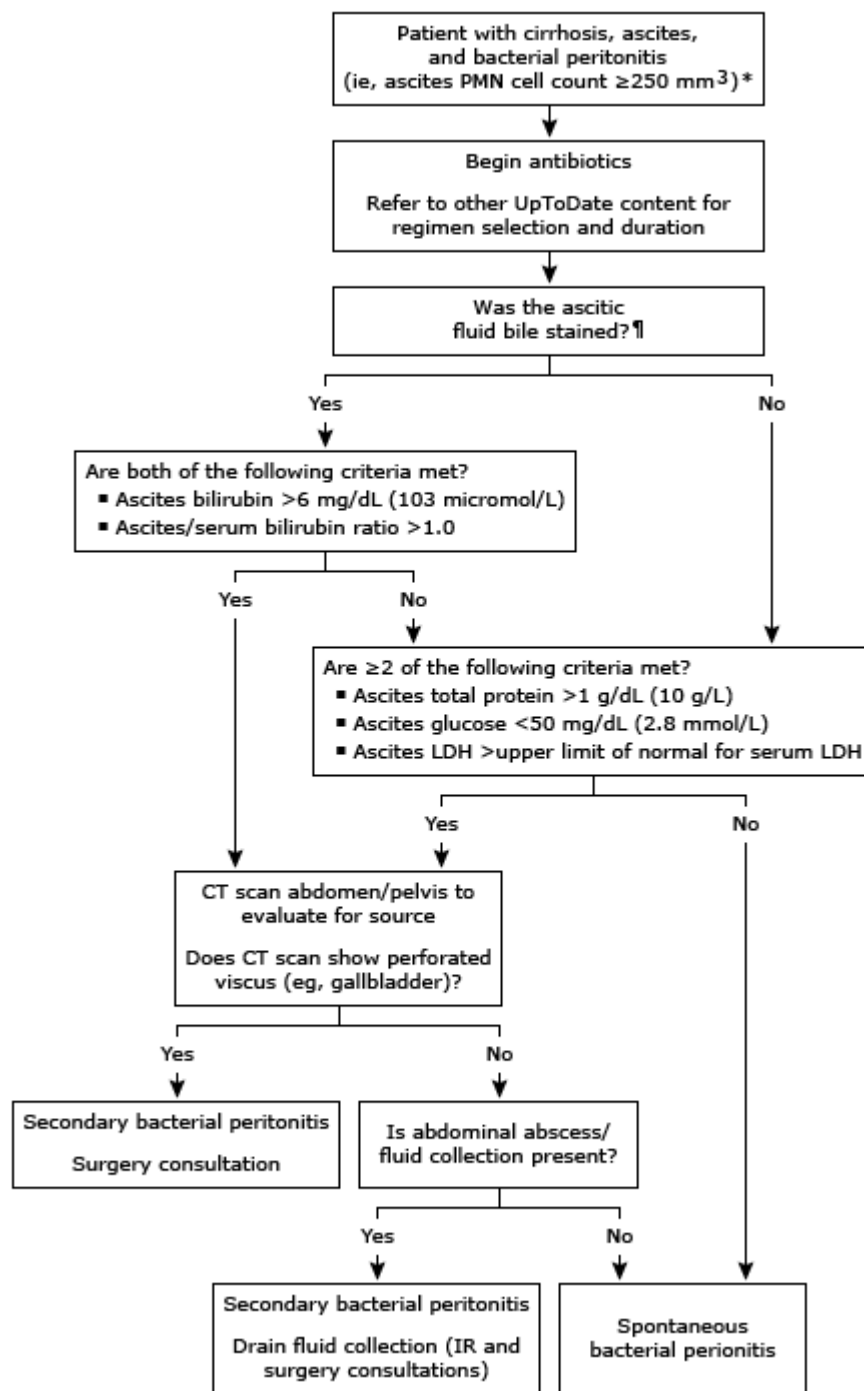 Patient with cirrhosis, ascites,
and bacterial peritonitis
(ie, ascites PMN cell count ≥250 mm³)*
Begin antibiotics
Refer to other UpToDate content for
regimen selection and duration
Was the ascitic
fluid bile stained?¶
Yes
No
Are both of the following criteria met?
▪ Ascites bilirubin >6 mg/dL (103 micromol/L)
▪ Ascites/serum bilirubin ratio >1.0
Yes
No
Are ≥2 of the following criteria met?
▪ Ascites total protein >1 g/dL (10 g/L)
▪ Ascites glucose <50 mg/dL (2.8 mmol/L)
▪ Ascites LDH >upper limit of normal for serum LDH
Yes
No
CT scan abdomen/pelvis to
evaluate for source
Does CT scan show perforated
viscus (eg, gallbladder)?
Yes
No
Secondary bacterial peritonitis
Surgery consultation
Is abdominal abscess/
fluid collection present?
Yes
No
Secondary bacterial peritonitis
Drain fluid collection (IR and
surgery consultations)
Spontaneous
bacterial perionitis